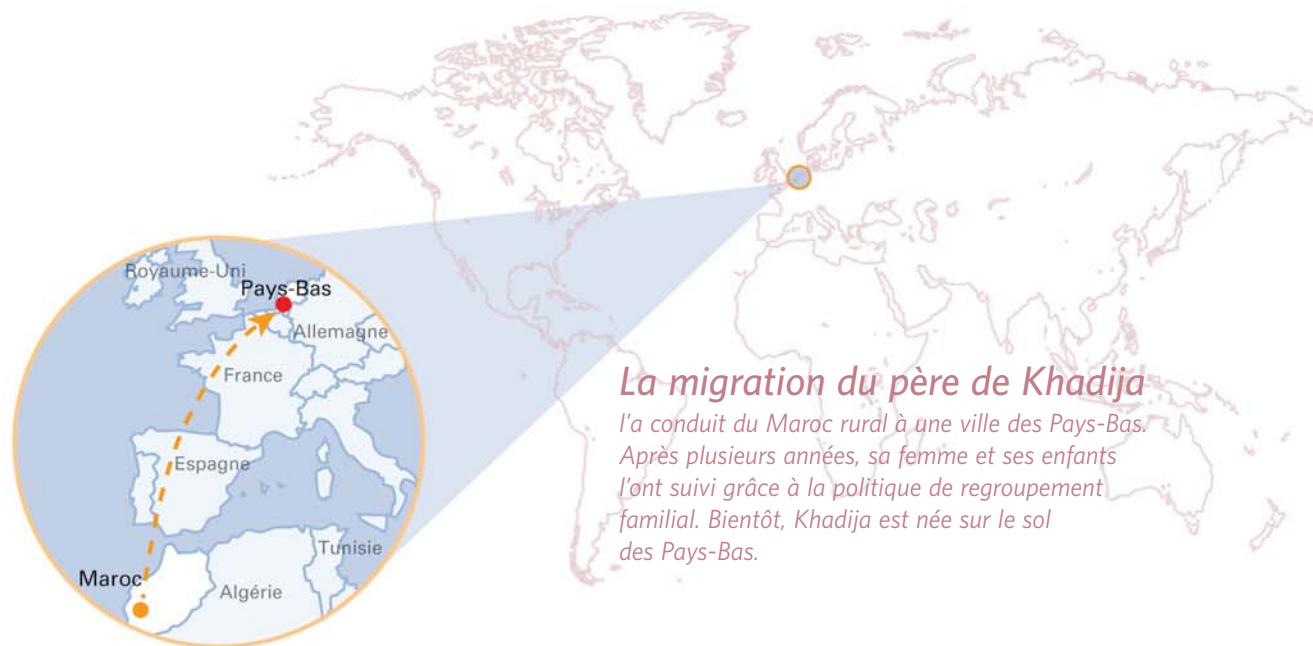 Royaume-Uni
Pays-Bas
Allemagne
France
Espagne
Tunisie
Maroc
Algérie
La migration du père de Khadija
l'a conduit du Maroc rural à une ville des Pays-Bas.
Après plusieurs années, sa femme et ses enfants
l'ont suivi grâce à la politique de regroupement
familial. Bientôt, Khadija est née sur le sol
des Pays-Bas.